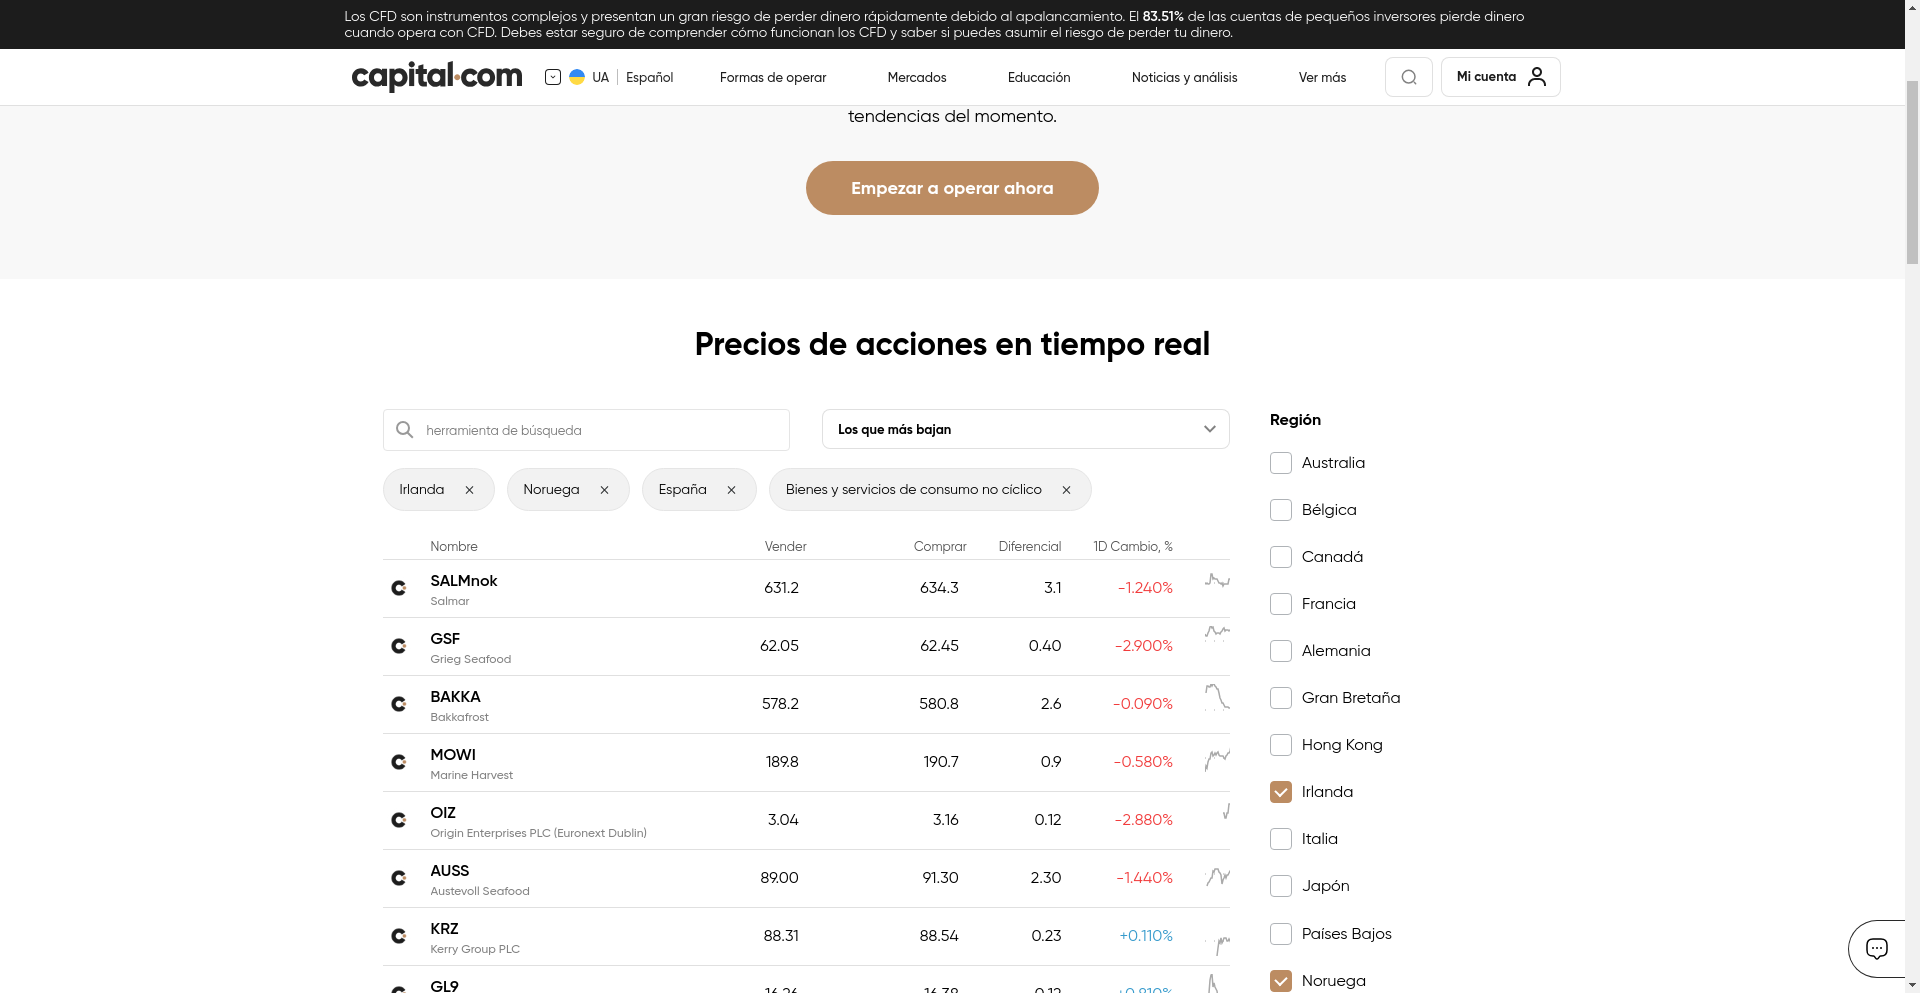 Los CFD son instrumentos complejos y presentan un gran riesgo de perder dinero rápidamente debido al apalancamiento. El 83.51% de las cuentas de pequeños inversores pierde dinero
cuando opera con CFD. Debes estar seguro de comprender cómo funcionan los CFD y saber si puedes asumir el riesgo de perder tu dinero.
capital.com UA Español Formas de operar Mercados Educación Noticias y análisis Ver más Mi cuenta
tendencias del momento.
Empezar a operar ahora
Precios de acciones en tiempo real
herramienta de búsqueda
Los que más bajan
Irlanda × Noruega × España × Bienes y servicios de consumo no cíclico ×
Nombre Vender Comprar Diferencial 1D Cambio, %
SALMnok
Salmar
631.2 634.3 3.1 -1.240%
GSF
Grieg Seafood
62.05 62.45 0.40 -2.900%
BAKKA
Bakkafrost
578.2 580.8 2.6 -0.090%
MOWI
Marine Harvest
189.8 190.7 0.9 -0.580%
OIZ
Origin Enterprises PLC (Euronext Dublin)
3.04 3.16 0.12 -2.880%
AUSS
Austevoll Seafood
89.00 91.30 2.30 -1.440%
KRZ
Kerry Group PLC
88.31 88.54 0.23 +0.110%
GL9
16.26 16.38 0.12 +0.810%
Región
Australia
Bélgica
Canadá
Francia
Alemania
Gran Bretaña
Hong Kong
Irlanda
Italia
Japón
Países Bajos
Noruega